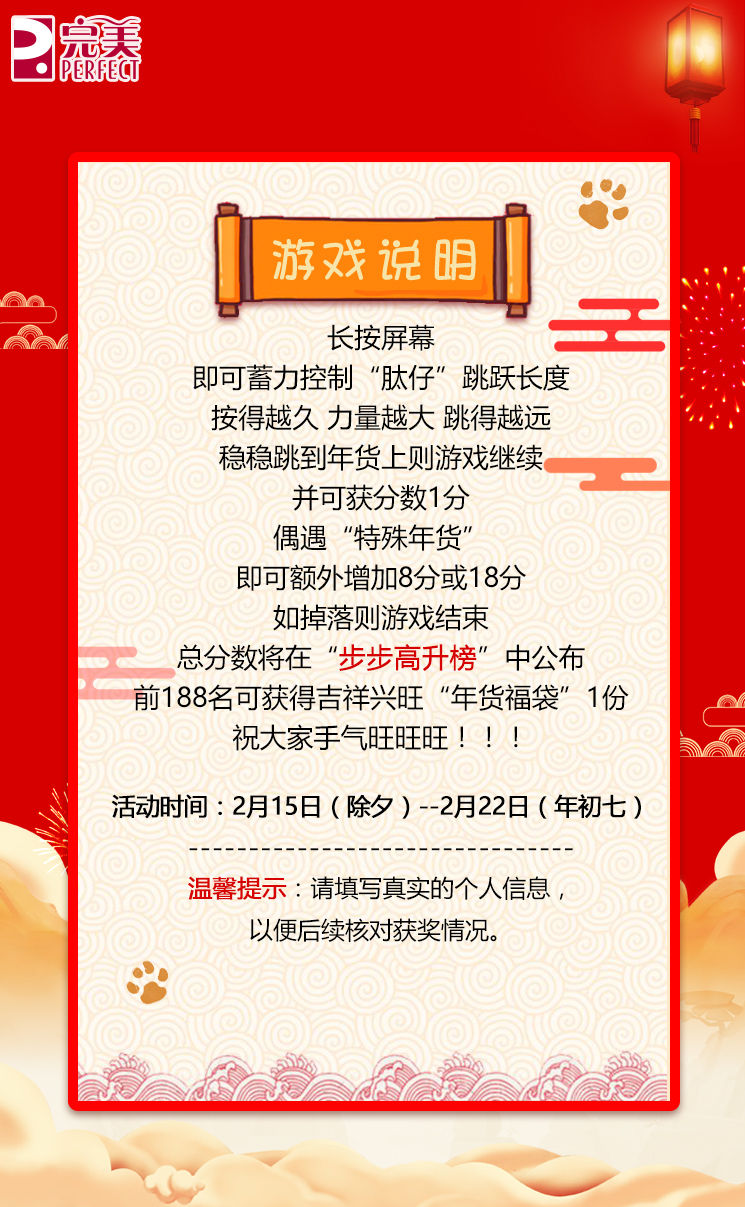 完美
PERFECT
游戏说明
长按屏幕
即可蓄力控制“肽仔”跳跃长度
按得越久 力量越大 跳得越远
稳稳跳到年货上则游戏继续
并可获分数1分
偶遇“特殊年货”
即可额外增加8分或18分
如掉落则游戏结束
总分数将在“步步高升榜”中公布
前188名可获得吉祥兴旺“年货福袋”1份
祝大家手气旺旺旺！！！
活动时间：2月15日（除夕）--2月22日（年初七）
--------------------------------
温馨提示：请填写真实的个人信息，
以便后续核对获奖情况。